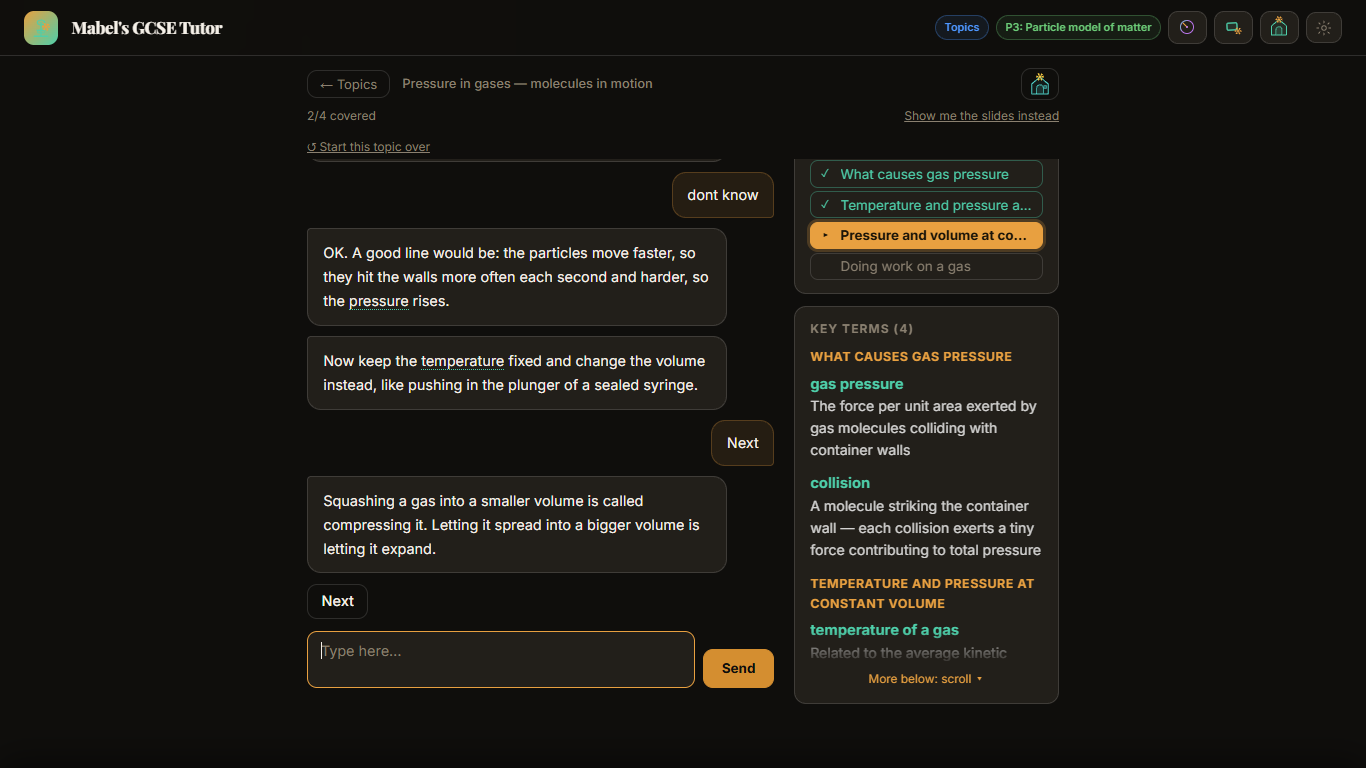 Mabel's GCSE Tutor
Topics
P3: Particle model of matter
← Topics
Pressure in gases — molecules in motion
2/4 covered
Show me the slides instead
↺ Start this topic over
dont know
OK. A good line would be: the particles move faster, so
they hit the walls more often each second and harder, so
the pressure rises.
Now keep the temperature fixed and change the volume
instead, like pushing in the plunger of a sealed syringe.
Next
Squashing a gas into a smaller volume is called
compressing it. Letting it spread into a bigger volume is
letting it expand.
Next
Type here...
Send
✓ What causes gas pressure
✓ Temperature and pressure a...
‣ Pressure and volume at co...
Doing work on a gas
KEY TERMS (4)
WHAT CAUSES GAS PRESSURE
gas pressure
The force per unit area exerted by
gas molecules colliding with
container walls
collision
A molecule striking the container
wall — each collision exerts a tiny
force contributing to total pressure
TEMPERATURE AND PRESSURE AT
CONSTANT VOLUME
temperature of a gas
Related to the average kinetic
More below: scroll ▾